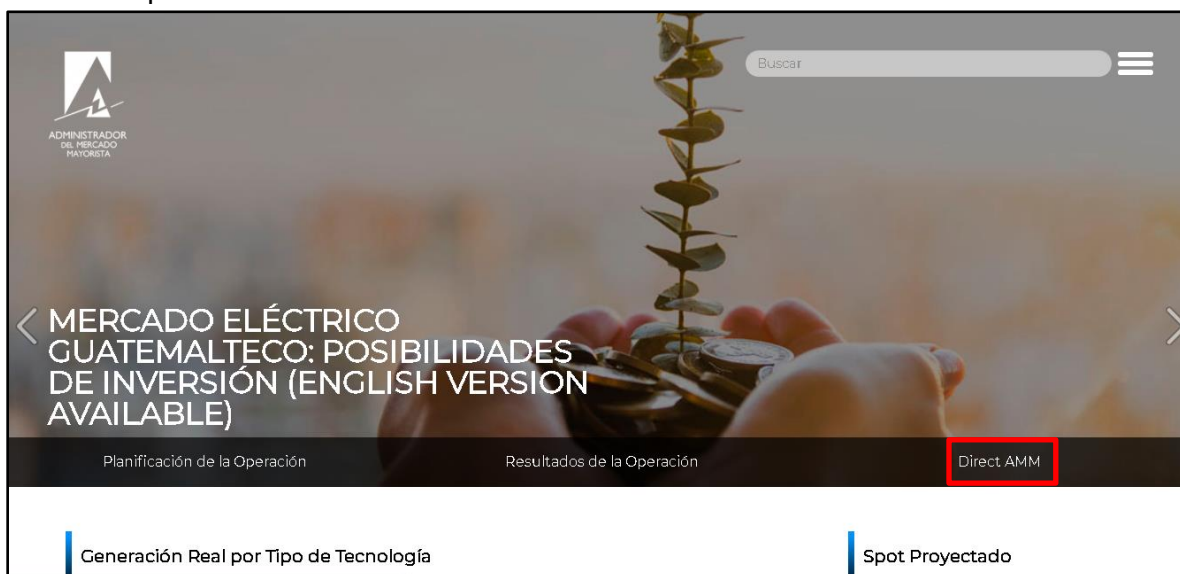 Buscar
ADMINISTRADOR
DEL MERCADO
MAYORISTA
MERCADO ELÉCTRICO
GUATEMALTECO: POSIBILIDADES
DE INVERSIÓN (ENGLISH VERSION
AVAILABLE)
Planificación de la Operación
Resultados de la Operación
Direct AMM
Generación Real por Tipo de Tecnología
Spot Proyectado